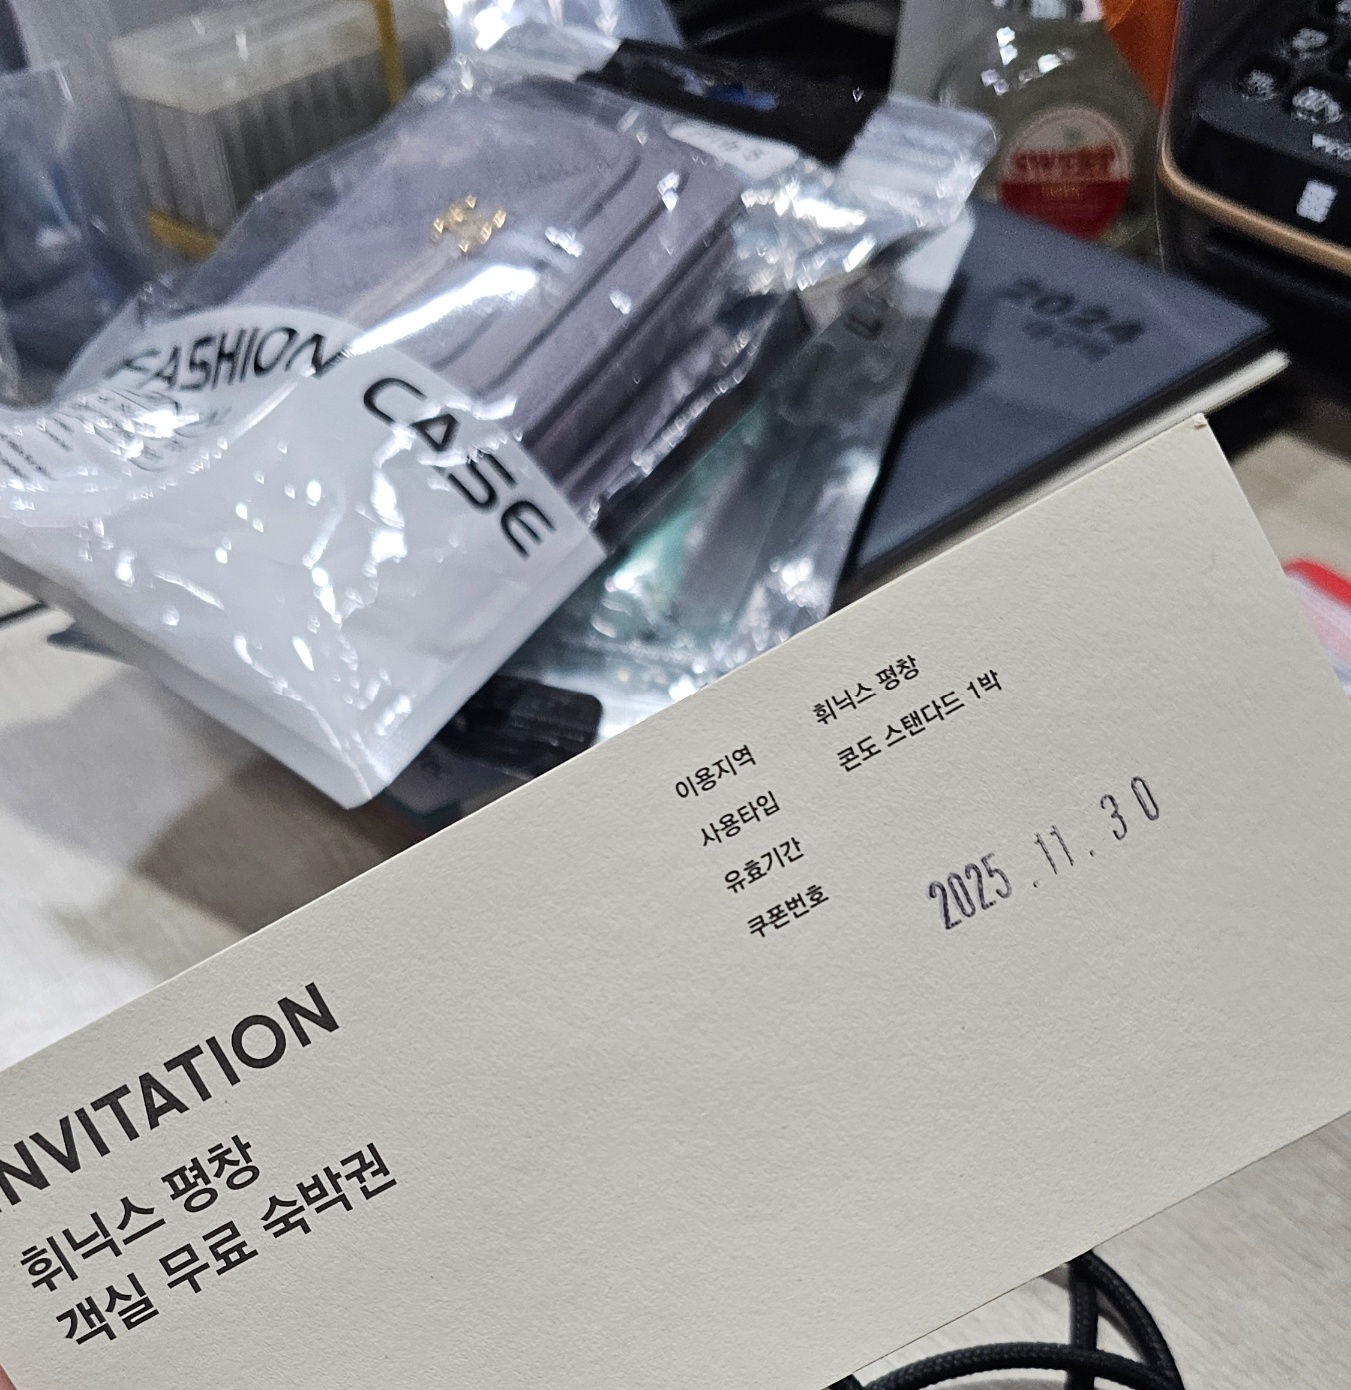 SWEET
2024
FASHION
CASE
이용지역 휘닉스 평창
사용타입 콘도 스탠다드 1박
유효기간 2025.11.30
쿠폰번호
INVITATION
휘닉스 평창
객실 무료 숙박권